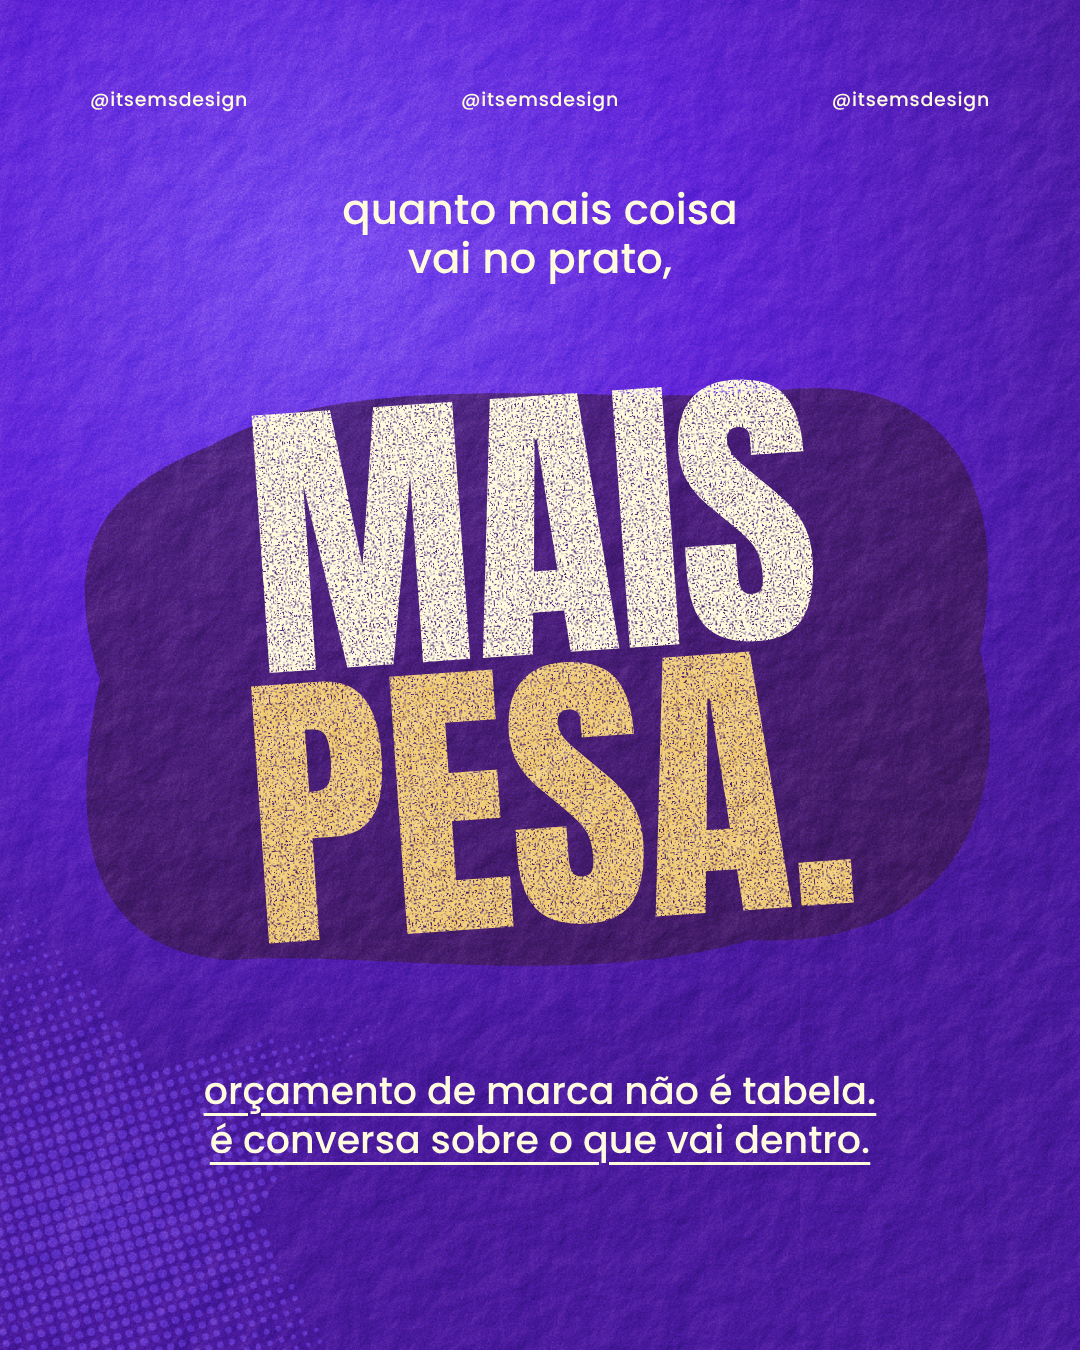 @itsemsdesign @itsemsdesign @itsemsdesign
quanto mais coisa
vai no prato,
MAIS
PESA.
orçamento de marca não é tabela.
é conversa sobre o que vai dentro.